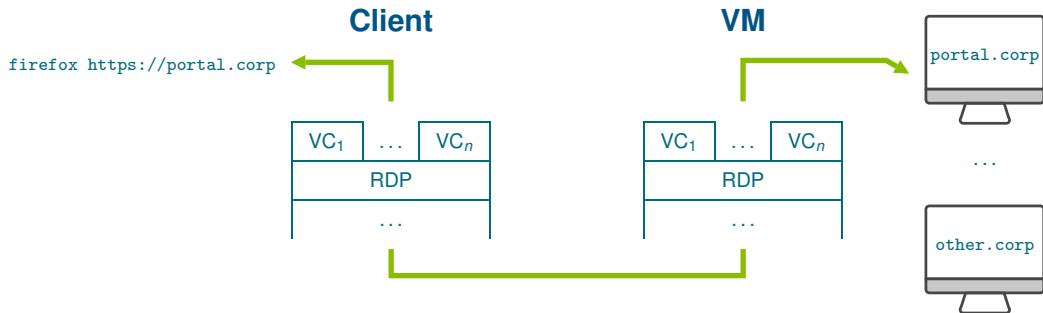 Client
VM
firefox https://portal.corp
portal.corp
VC₁ ... VCₙ
RDP
...
VC₁ ... VCₙ
RDP
...
...
other.corp